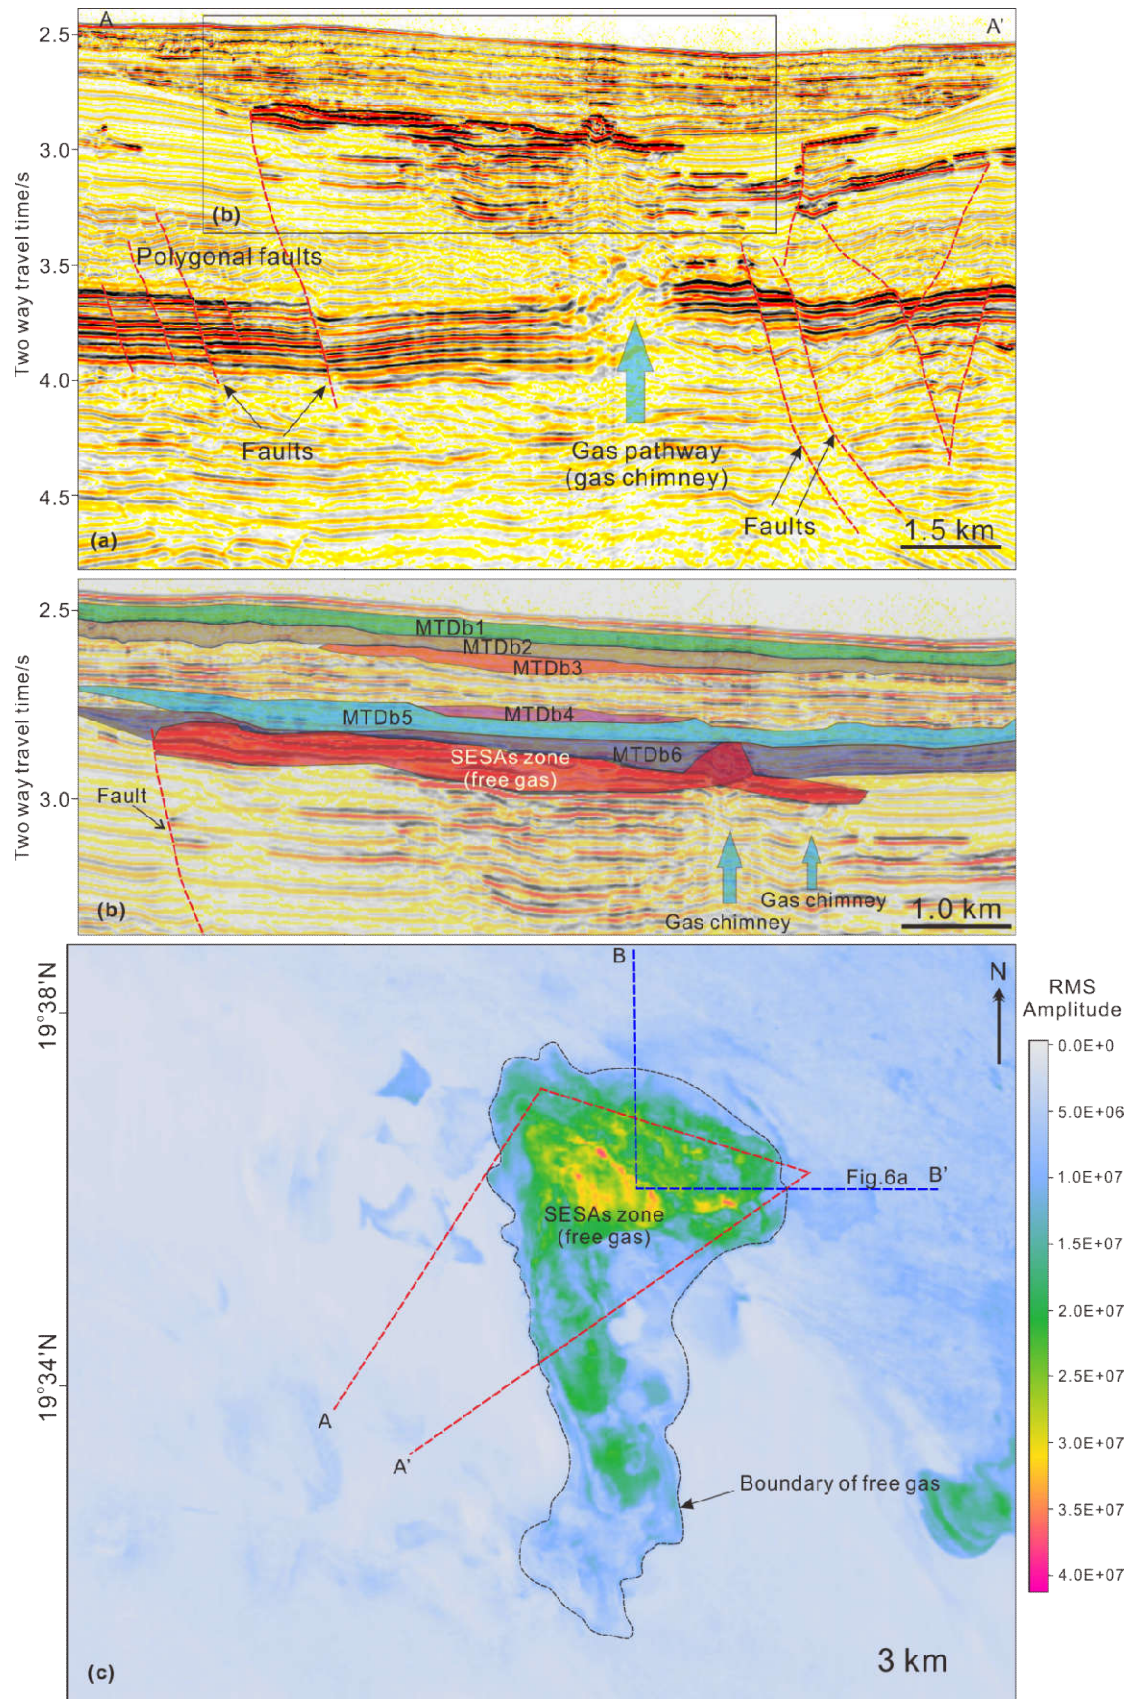 A
A'
2.5
3.0
3.5
4.0
4.5
Two way travel time/s
(b)
Polygonal faults
Faults
Gas pathway
(gas chimney)
Faults
1.5 km
(a)
2.5
3.0
Two way travel time/s
MTDb1
MTDb2
MTDb3
MTDb4
MTDb5
MTDb6
SESAs zone
(free gas)
Fault
Gas chimney
Gas chimney
1.0 km
(b)
B
N
19°38'N
19°34'N
Fig.6a
B'
SESAs zone
(free gas)
A
A'
Boundary of free gas
3 km
(c)
RMS
Amplitude
0.0E+0
5.0E+06
1.0E+07
1.5E+07
2.0E+07
2.5E+07
3.0E+07
3.5E+07
4.0E+07